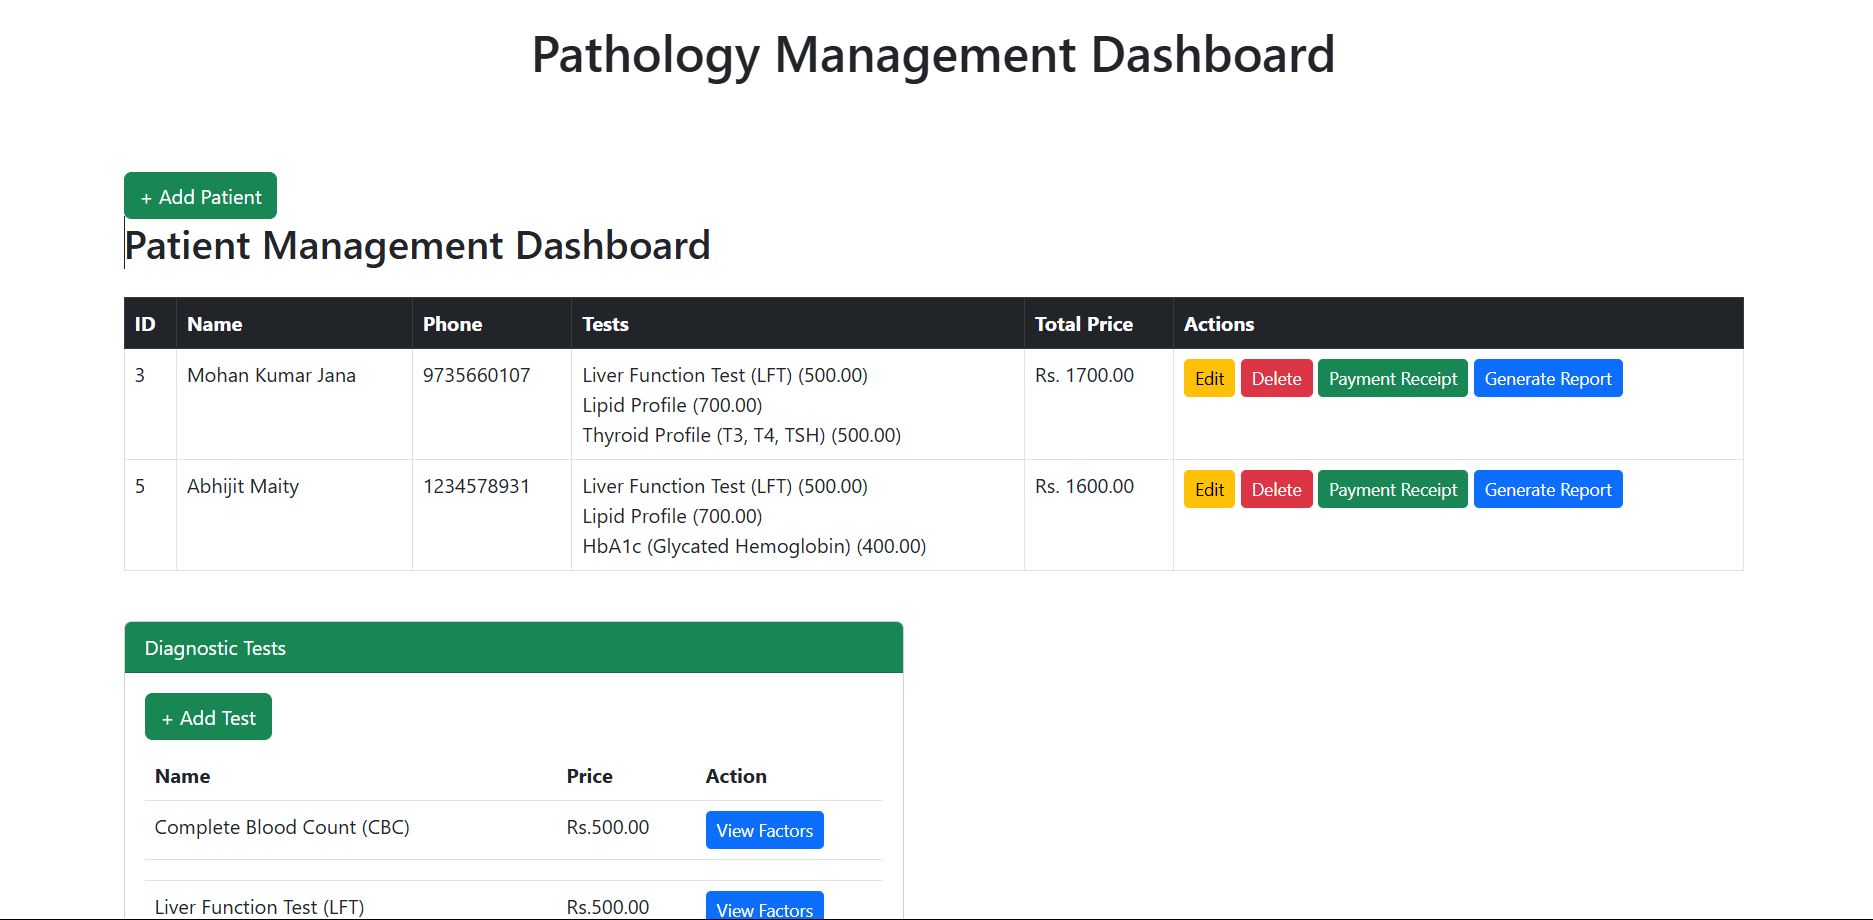 Pathology Management Dashboard
+ Add Patient
Patient Management Dashboard
ID Name Phone Tests Total Price Actions
3 Mohan Kumar Jana 9735660107 Liver Function Test (LFT) (500.00) Rs. 1700.00 Edit Delete Payment Receipt Generate Report
Lipid Profile (700.00)
Thyroid Profile (T3, T4, TSH) (500.00)
5 Abhijit Maity 1234578931 Liver Function Test (LFT) (500.00) Rs. 1600.00 Edit Delete Payment Receipt Generate Report
Lipid Profile (700.00)
HbA1c (Glycated Hemoglobin) (400.00)
Diagnostic Tests
+ Add Test
Name Price Action
Complete Blood Count (CBC) Rs.500.00 View Factors
Liver Function Test (LFT) Rs.500.00 View Factors